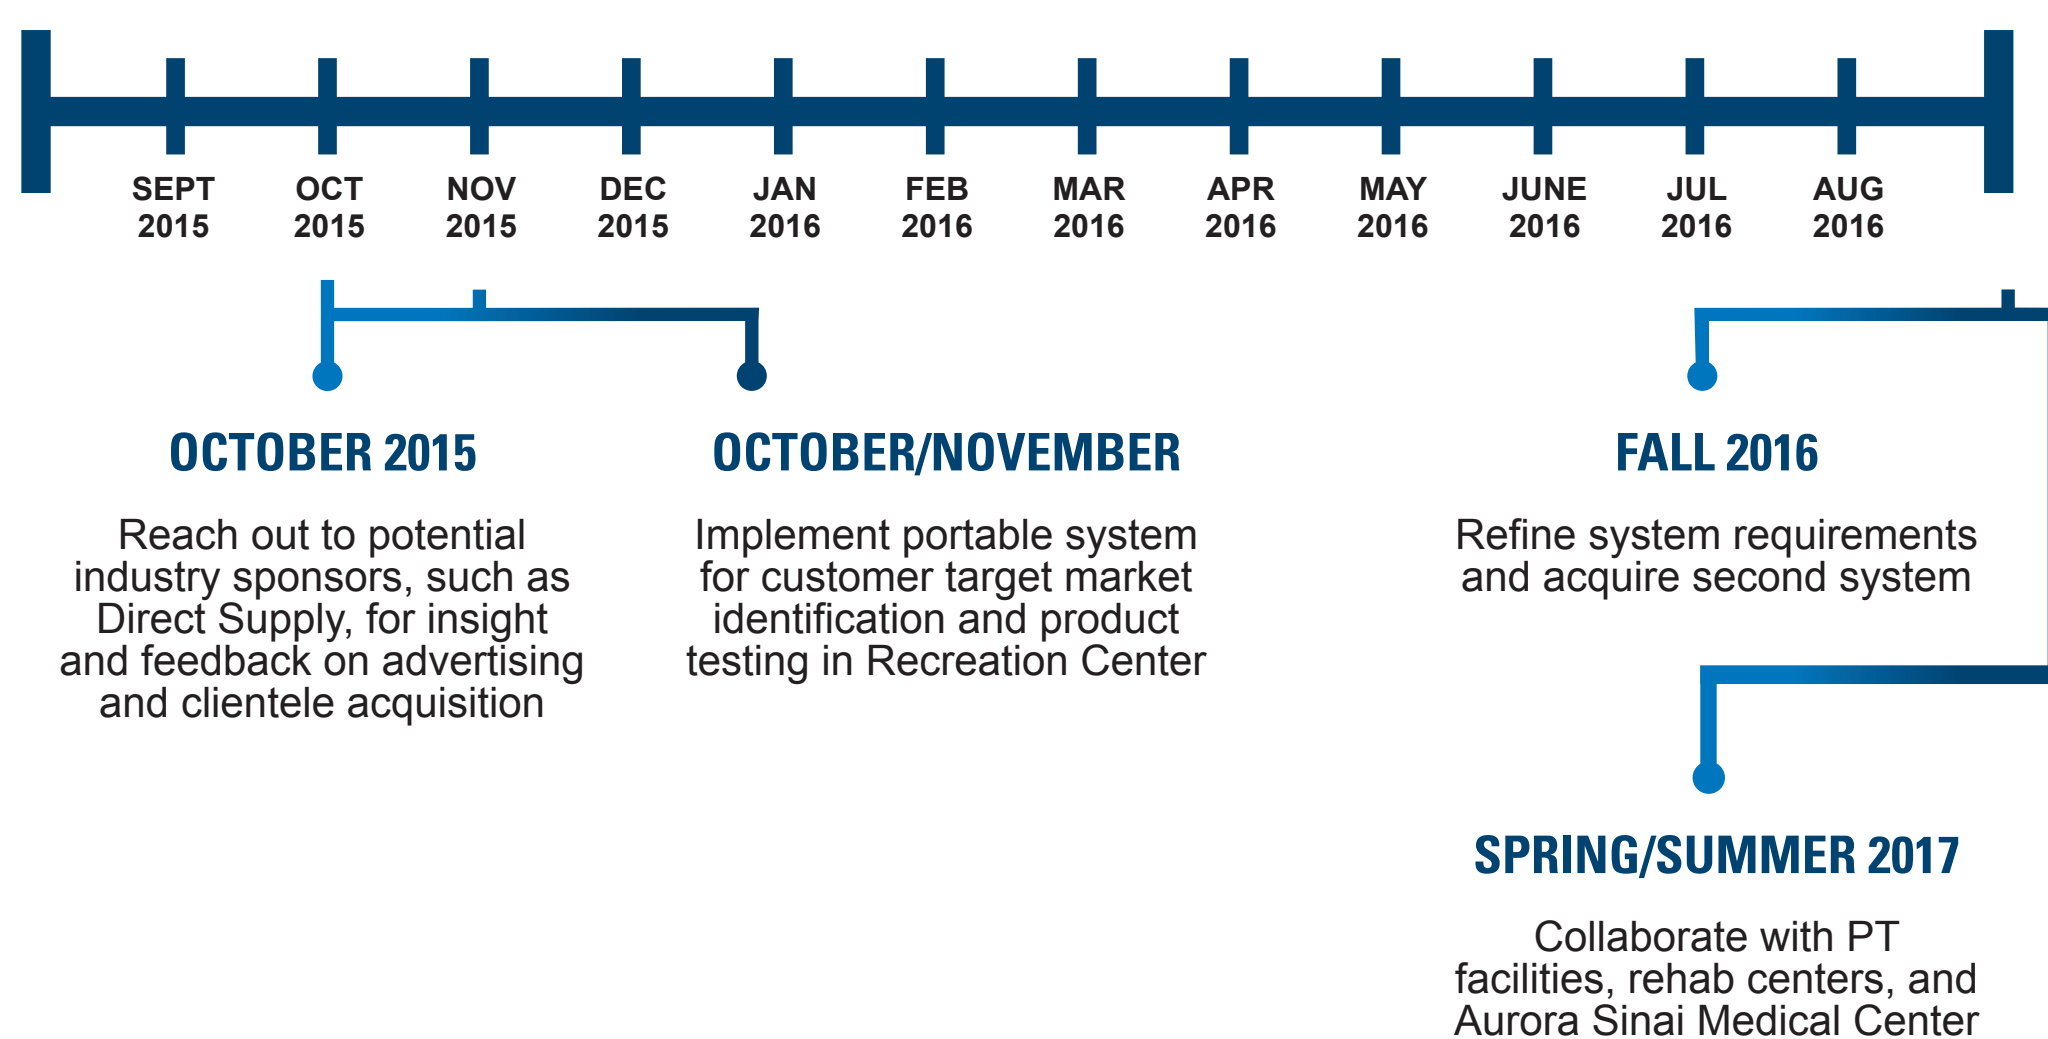 SEPT
2015
OCT
2015
NOV
2015
DEC
2015
JAN
2016
FEB
2016
MAR
2016
APR
2016
MAY
2016
JUNE
2016
JUL
2016
AUG
2016
OCTOBER 2015
Reach out to potential
industry sponsors, such as
Direct Supply, for insight
and feedback on advertising
and clientele acquisition
OCTOBER/NOVEMBER
Implement portable system
for customer target market
identification and product
testing in Recreation Center
FALL 2016
Refine system requirements
and acquire second system
SPRING/SUMMER 2017
Collaborate with PT
facilities, rehab centers, and
Aurora Sinai Medical Center